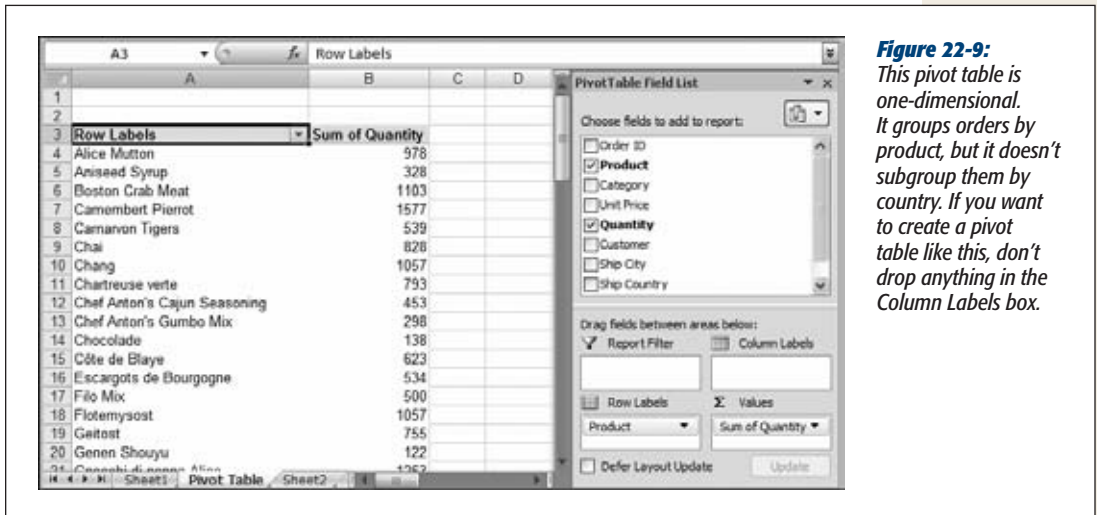 A3
fx Row Labels
A B C D
1
2
3 Row Labels Sum of Quantity
4 Alice Mutton 978
5 Aniseed Syrup 328
6 Boston Crab Meat 1103
7 Camembert Pierrot 1577
8 Carnarvon Tigers 539
9 Chai 828
10 Chang 1057
11 Chartreuse verte 793
12 Chef Anton's Cajun Seasoning 453
13 Chef Anton's Gumbo Mix 298
14 Chocolade 138
15 Côte de Blaye 623
16 Escargots de Bourgogne 534
17 Filo Mix 500
18 Flotemysost 1057
19 Geitost 755
20 Genen Shouyu 122
Sheet1 Pivot Table Sheet2
PivotTable Field List
Choose fields to add to report:
Order ID
Product
Category
Unit Price
Quantity
Customer
Ship City
Ship Country
Drag fields between areas below:
Report Filter Column Labels
Row Labels Σ Values
Product Sum of Quantity
Defer Layout Update Update
Figure 22-9:
This pivot table is
one-dimensional.
It groups orders by
product, but it doesn't
subgroup them by
country. If you want
to create a pivot
table like this, don't
drop anything in the
Column Labels box.